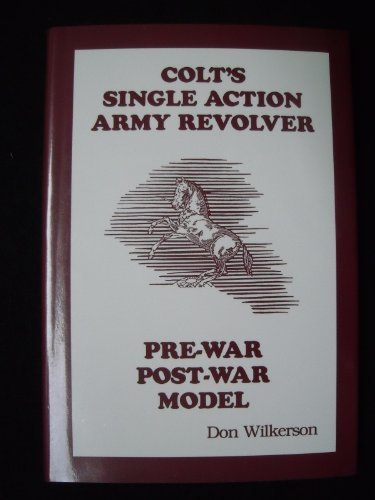 COLT'S
SINGLE ACTION
ARMY REVOLVER
PRE-WAR
POST-WAR
MODEL
Don Wilkerson